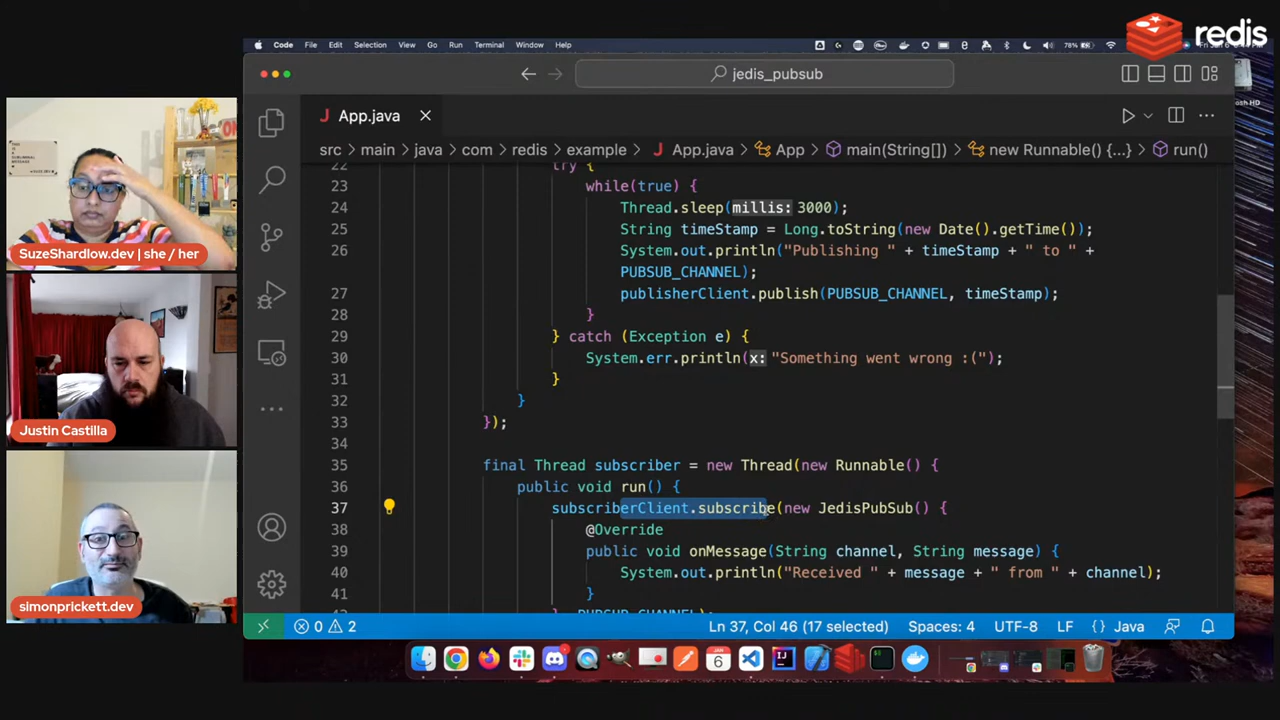 redis
Code File Edit Selection View Go Run Terminal Window Help
78%
jedis_pubsub
App.java
src > main > java > com > redis > example > App.java > App > main(String[]) > new Runnable() {...} > run()
22 try {
23 while(true) {
24 Thread.sleep(millis: 3000);
25 String timeStamp = Long.toString(new Date().getTime());
26 System.out.println("Publishing " + timeStamp + " to " +
PUBSUB_CHANNEL);
27 publisherClient.publish(PUBSUB_CHANNEL, timeStamp);
28 }
29 } catch (Exception e) {
30 System.err.println(x: "Something went wrong :(");
31 }
32 }
33 });
34
35 final Thread subscriber = new Thread(new Runnable() {
36 public void run() {
37 subscriberClient.subscribe(new JedisPubSub() {
38 @Override
39 public void onMessage(String channel, String message) {
40 System.out.println("Received " + message + " from " + channel);
41 }
42 }, PUBSUB_CHANNEL);
0 2
Ln 37, Col 46 (17 selected) Spaces: 4 UTF-8 LF {} Java
JAN
6
SuzeShardlow.dev | she / her
Justin Castilla
simonprickett.dev